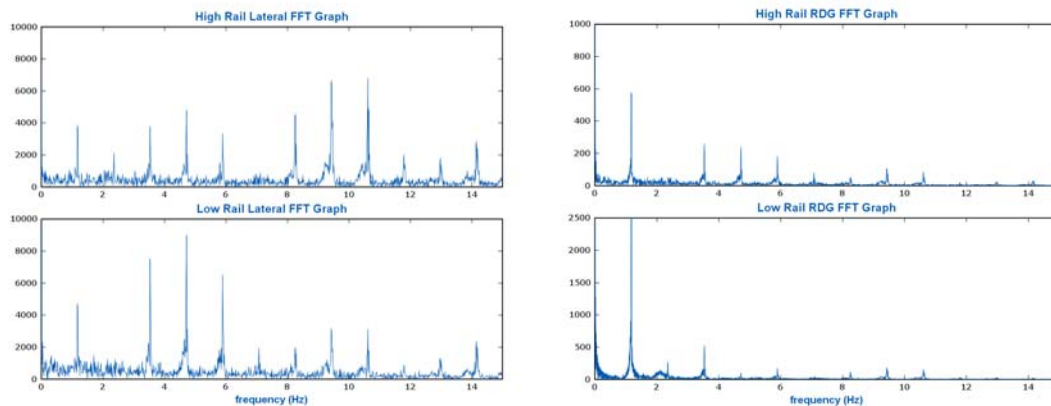 High Rail Lateral FFT Graph
10000
8000
6000
4000
2000
0
0 2 4 6 8 10 12 14
Low Rail Lateral FFT Graph
10000
8000
6000
4000
2000
0
0 2 4 6 8 10 12 14
frequency (Hz)
High Rail RDG FFT Graph
1000
800
600
400
200
0
0 2 4 6 8 10 12 14
Low Rail RDG FFT Graph
2500
2000
1500
1000
500
0
0 2 4 6 8 10 12 14
frequency (Hz)